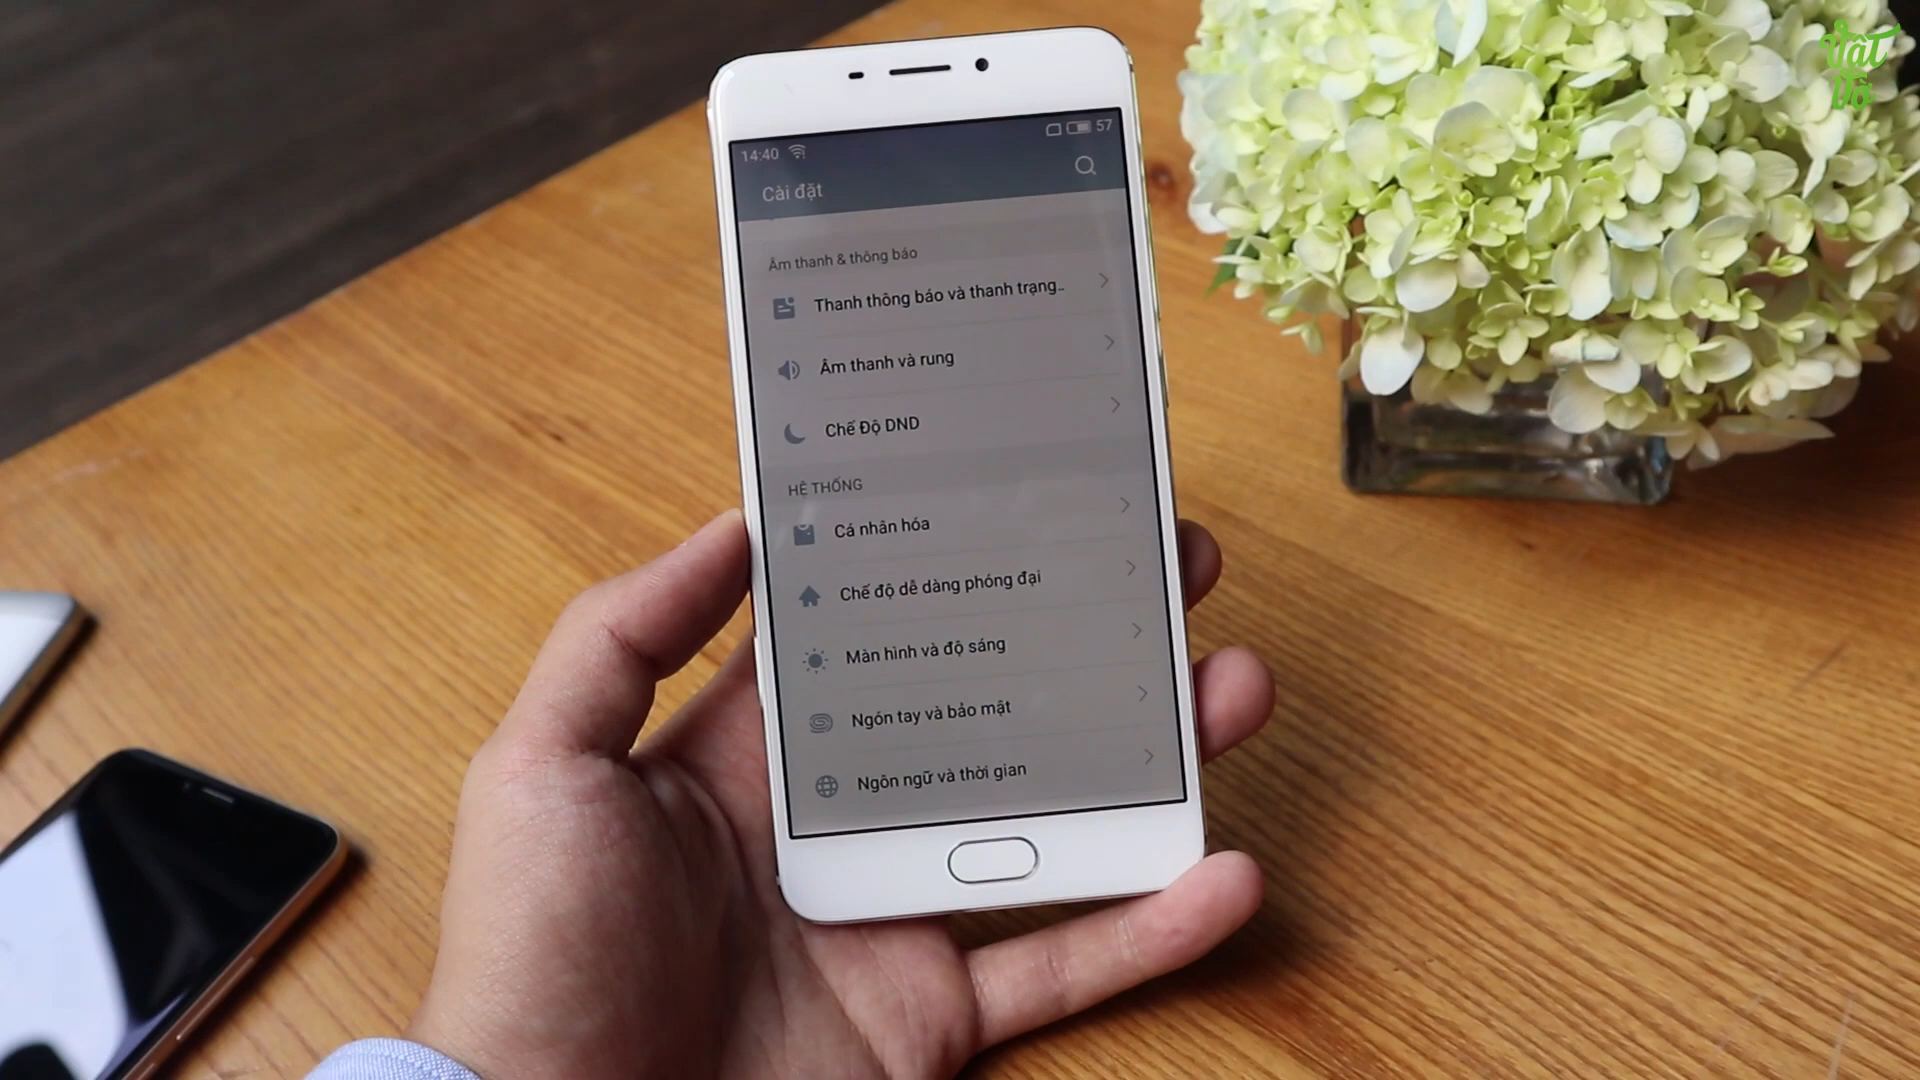 Vật
Vờ
14:40
57
Cài đặt
Âm thanh & thông báo
Thanh thông báo và thanh trạng..
Âm thanh và rung
Chế Độ DND
HỆ THỐNG
Cá nhân hóa
Chế độ dễ dàng phóng đại
Màn hình và độ sáng
Ngón tay và bảo mật
Ngôn ngữ và thời gian